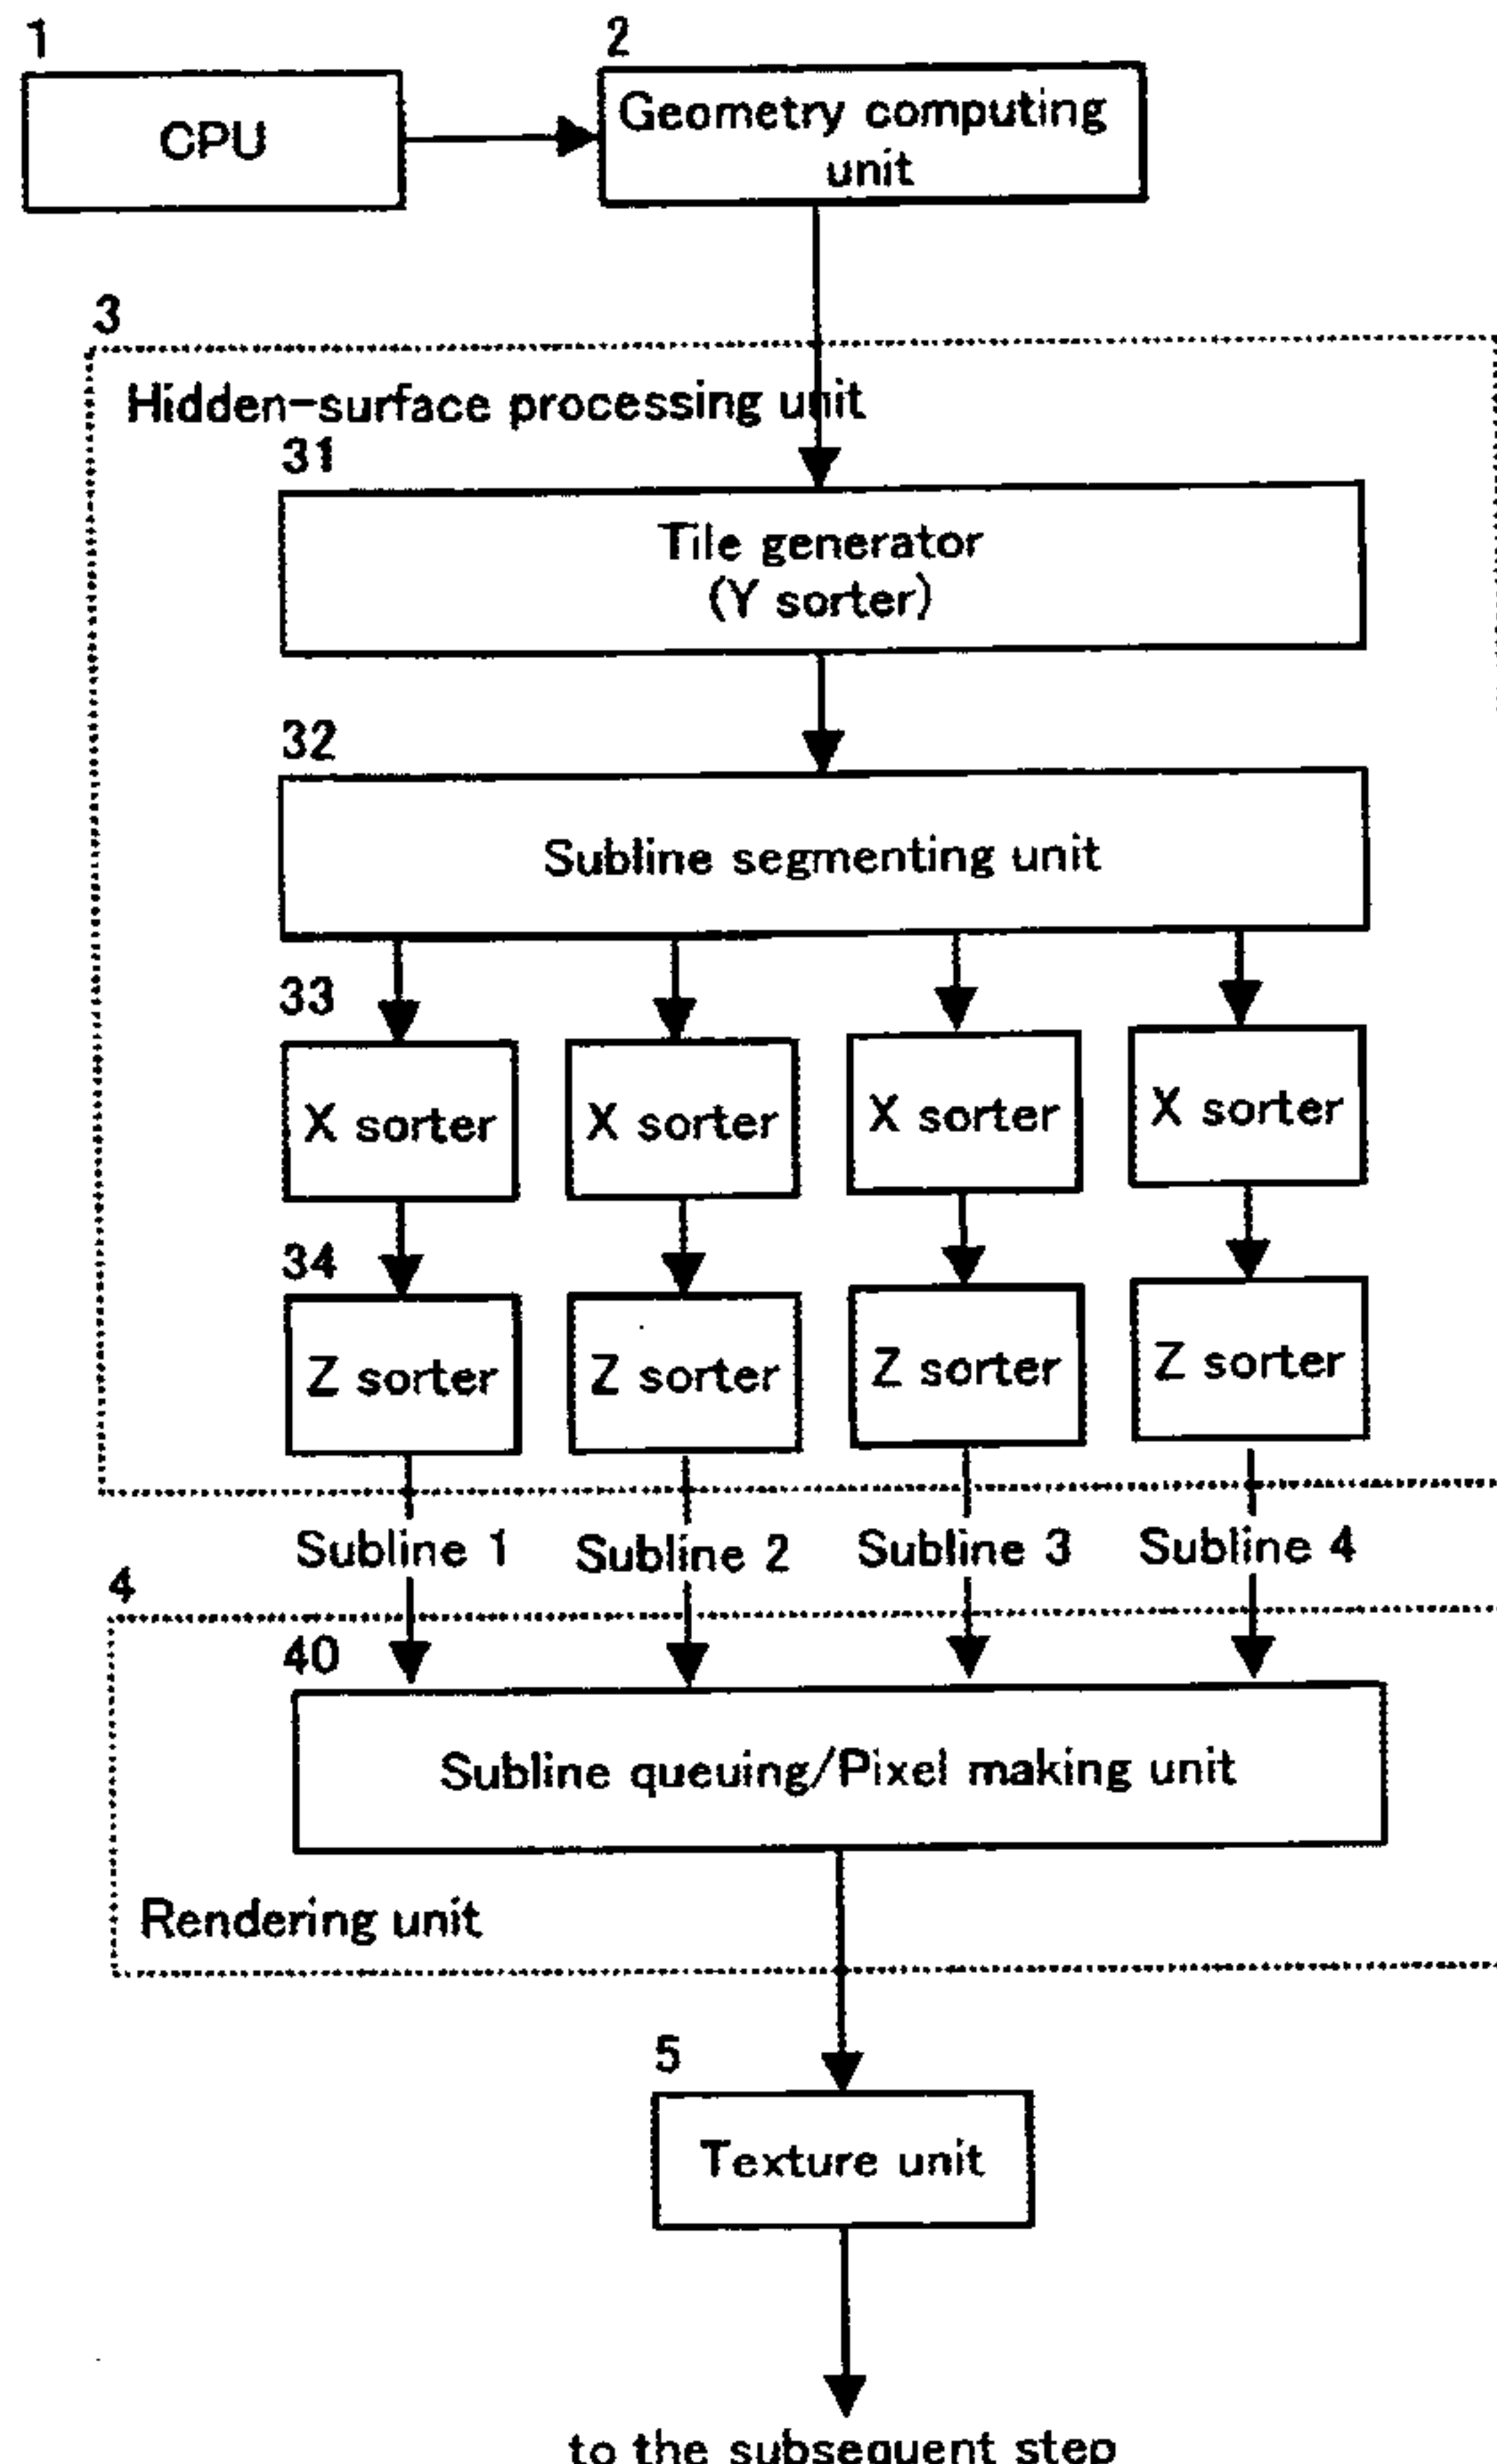 1
CPU
2
Geometry computing
unit
3
Hidden-surface processing unit
31
Tile generator
(Y sorter)
32
Subline segmenting unit
33
X sorter
X sorter
X sorter
X sorter
34
Z sorter
Z sorter
Z sorter
Z sorter
Subline 1
Subline 2
Subline 3
Subline 4
4
40
Subline queuing/Pixel making unit
Rendering unit
5
Texture unit
to the subsequent step